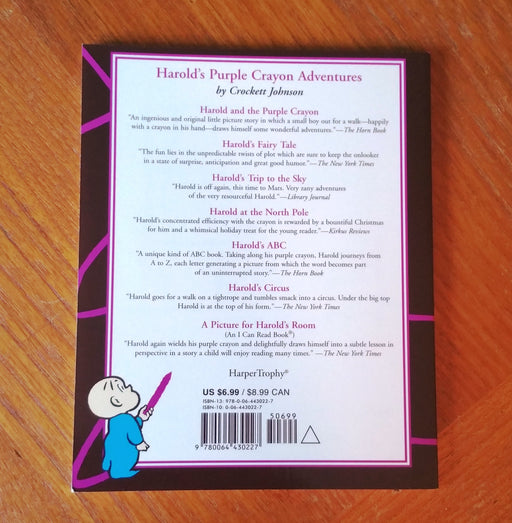 Harold's Purple Crayon Adventures
by Crockett Johnson
Harold and the Purple Crayon
"An ingenious and original little picture story in which a small boy out for a walk—happily
with a crayon in his hand—draws himself some wonderful adventures."—The Horn Book
Harold's Fairy Tale
"The fun lies in the unpredictable twists of plot which are sure to keep the onlooker
in a state of surprise, anticipation and great good humor."—The New York Times
Harold's Trip to the Sky
"Harold is off again, this time to Mars. Very zany adventures
of the very resourceful Harold."—Library Journal
Harold at the North Pole
"Harold's concentrated efficiency with the crayon is rewarded by a bountiful Christmas
for him and a whimsical holiday treat for the young reader."—Kirkus Reviews
Harold's ABC
"A unique kind of ABC book. Taking along his purple crayon, Harold journeys from
A to Z, each letter generating a picture from which the word becomes part
of an uninterrupted story."—The Horn Book
Harold's Circus
"Harold goes for a walk on a tightrope and tumbles smack into a circus. Under the big top
Harold is at the top of his form."—The New York Times
A Picture for Harold's Room
(An I Can Read Book®)
"Harold again wields his purple crayon and delightfully draws himself into a subtle lesson in
perspective in a story a child will enjoy reading many times." —The New York Times
HarperTrophy®
US $6.99 / $8.99 CAN
ISBN-13: 978-0-06-443022-7
ISBN-10: 0-06-443022-7
50699
9 780064 430227